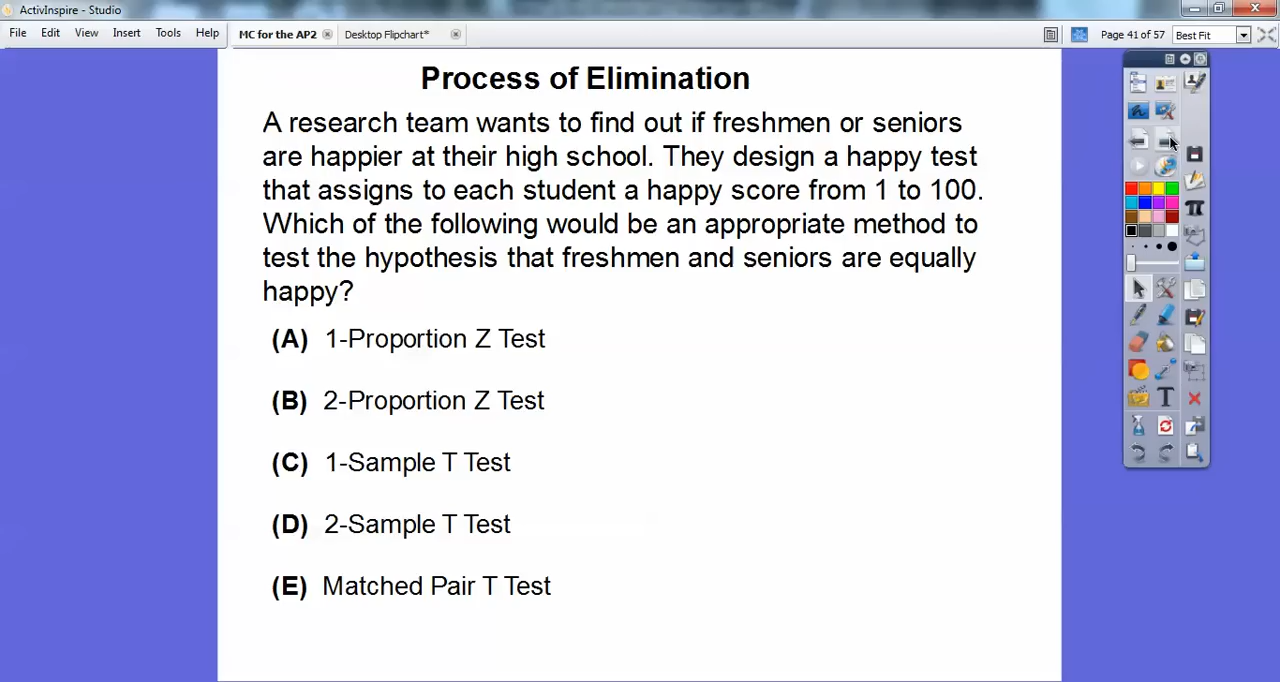 ActivInspire - Studio
File Edit View Insert Tools Help
MC for the AP2
Desktop Flipchart*
Page 41 of 57
Best Fit
Process of Elimination
A research team wants to find out if freshmen or seniors
are happier at their high school. They design a happy test
that assigns to each student a happy score from 1 to 100.
Which of the following would be an appropriate method to
test the hypothesis that freshmen and seniors are equally
happy?
(A) 1-Proportion Z Test
(B) 2-Proportion Z Test
(C) 1-Sample T Test
(D) 2-Sample T Test
(E) Matched Pair T Test